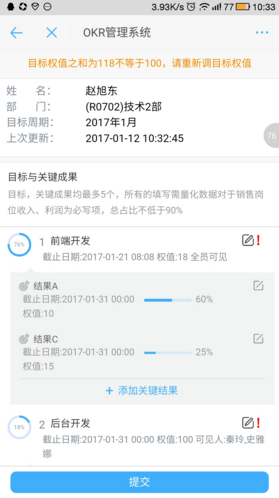 3.93K/s 77 10:33
OKR管理系统
目标权值之和为118不等于100，请重新调目标权值
姓 名： 赵旭东
部 门： (R0702)技术2部
目标周期： 2017年1月
上次更新： 2017-01-12 10:32:45
76
目标与关键成果
目标，关键成果均最多5个，所有的填写需量化数据对于销售岗
位收入、利润为必写项，总占比不低于90%
76% 1 前端开发 !
截止日期:2017-01-21 08:08 权值:18 全员可见
结果A
截止日期:2017-01-31 00:00 60%
权值:10
结果C
截止日期:2017-01-31 00:00 25%
权值:15
+ 添加关键结果
18% 2 后台开发 !
截止日期:2017-01-31 00:00 权值:100 可见人:秦玲,史雅
娜
提交